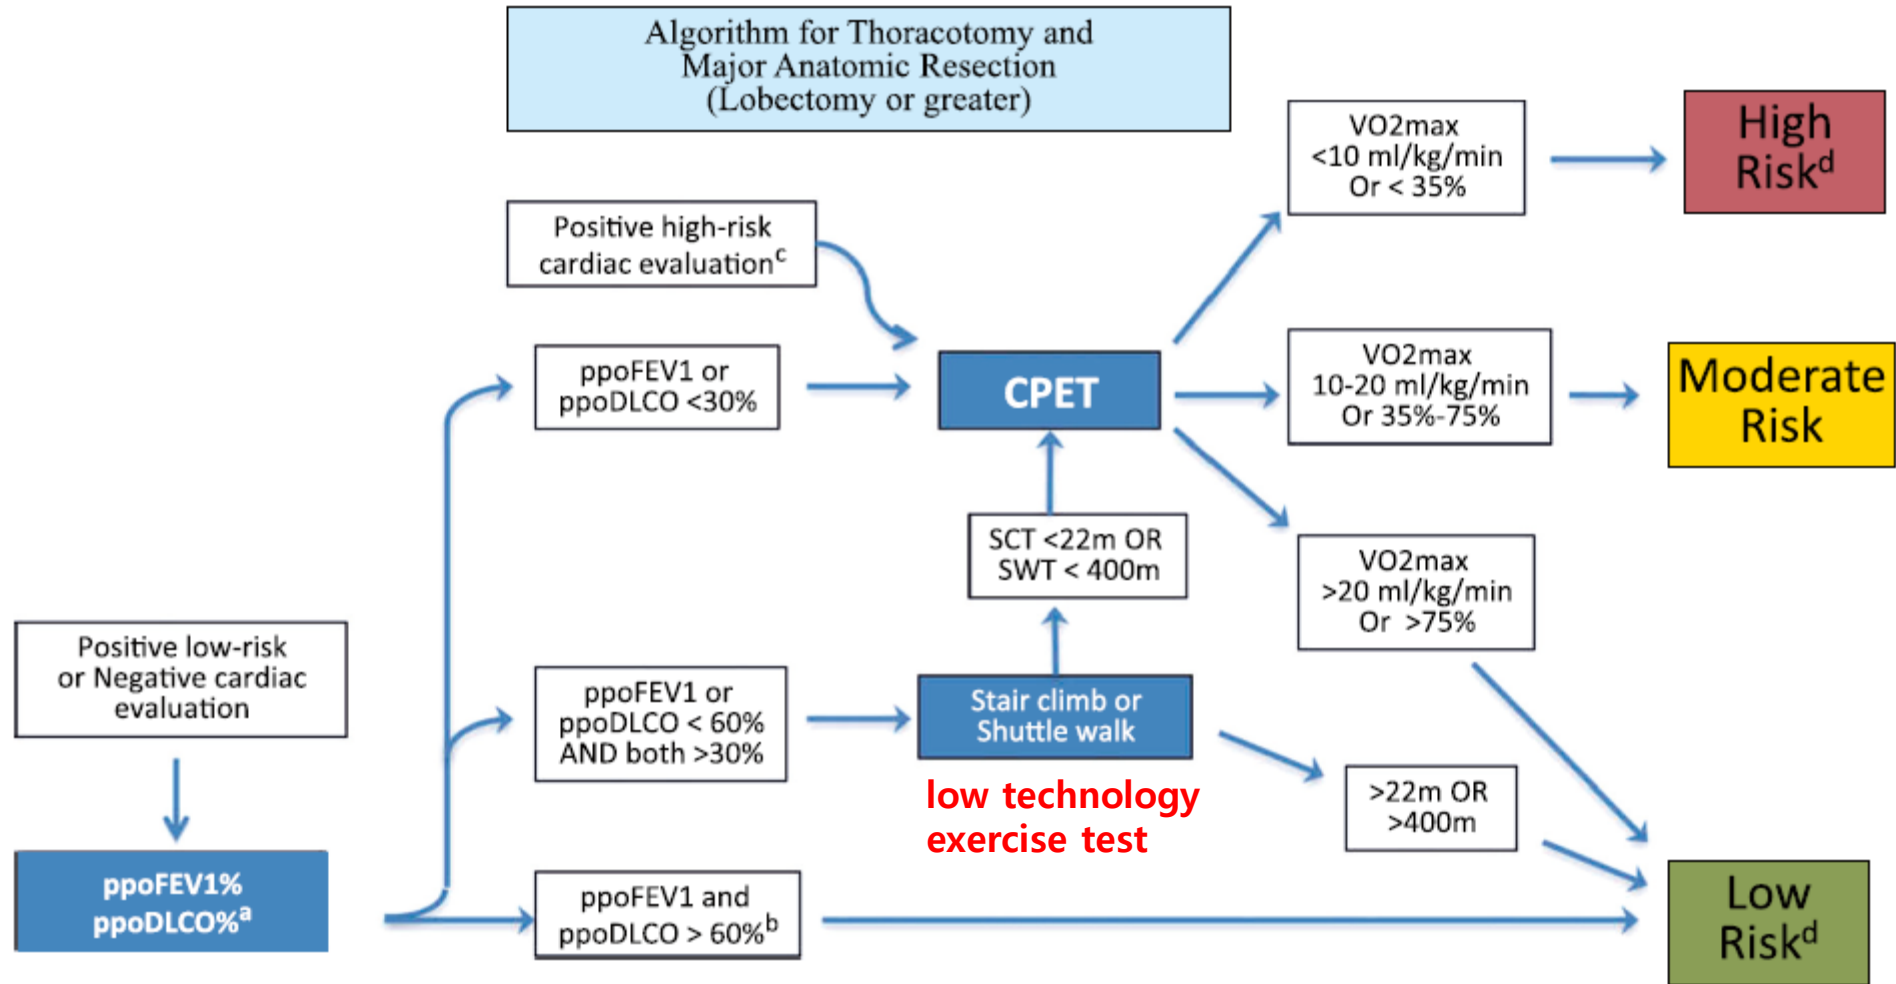 Algorithm for Thoracotomy and
Major Anatomic Resection
(Lobectomy or greater)
VO2max
<10 ml/kg/min
Or < 35%
High
Riskᵈ
Positive high-risk
cardiac evaluationᶜ
ppoFEV1 or
ppoDLCO <30%
CPET
VO2max
10-20 ml/kg/min
Or 35%-75%
Moderate
Risk
SCT <22m OR
SWT < 400m
VO2max
>20 ml/kg/min
Or >75%
Positive low-risk
or Negative cardiac
evaluation
ppoFEV1 or
ppoDLCO < 60%
AND both >30%
Stair climb or
Shuttle walk
low technology
exercise test
>22m OR
>400m
ppoFEV1%
ppoDLCO%ᵃ
ppoFEV1 and
ppoDLCO > 60%ᵇ
Low
Riskᵈ